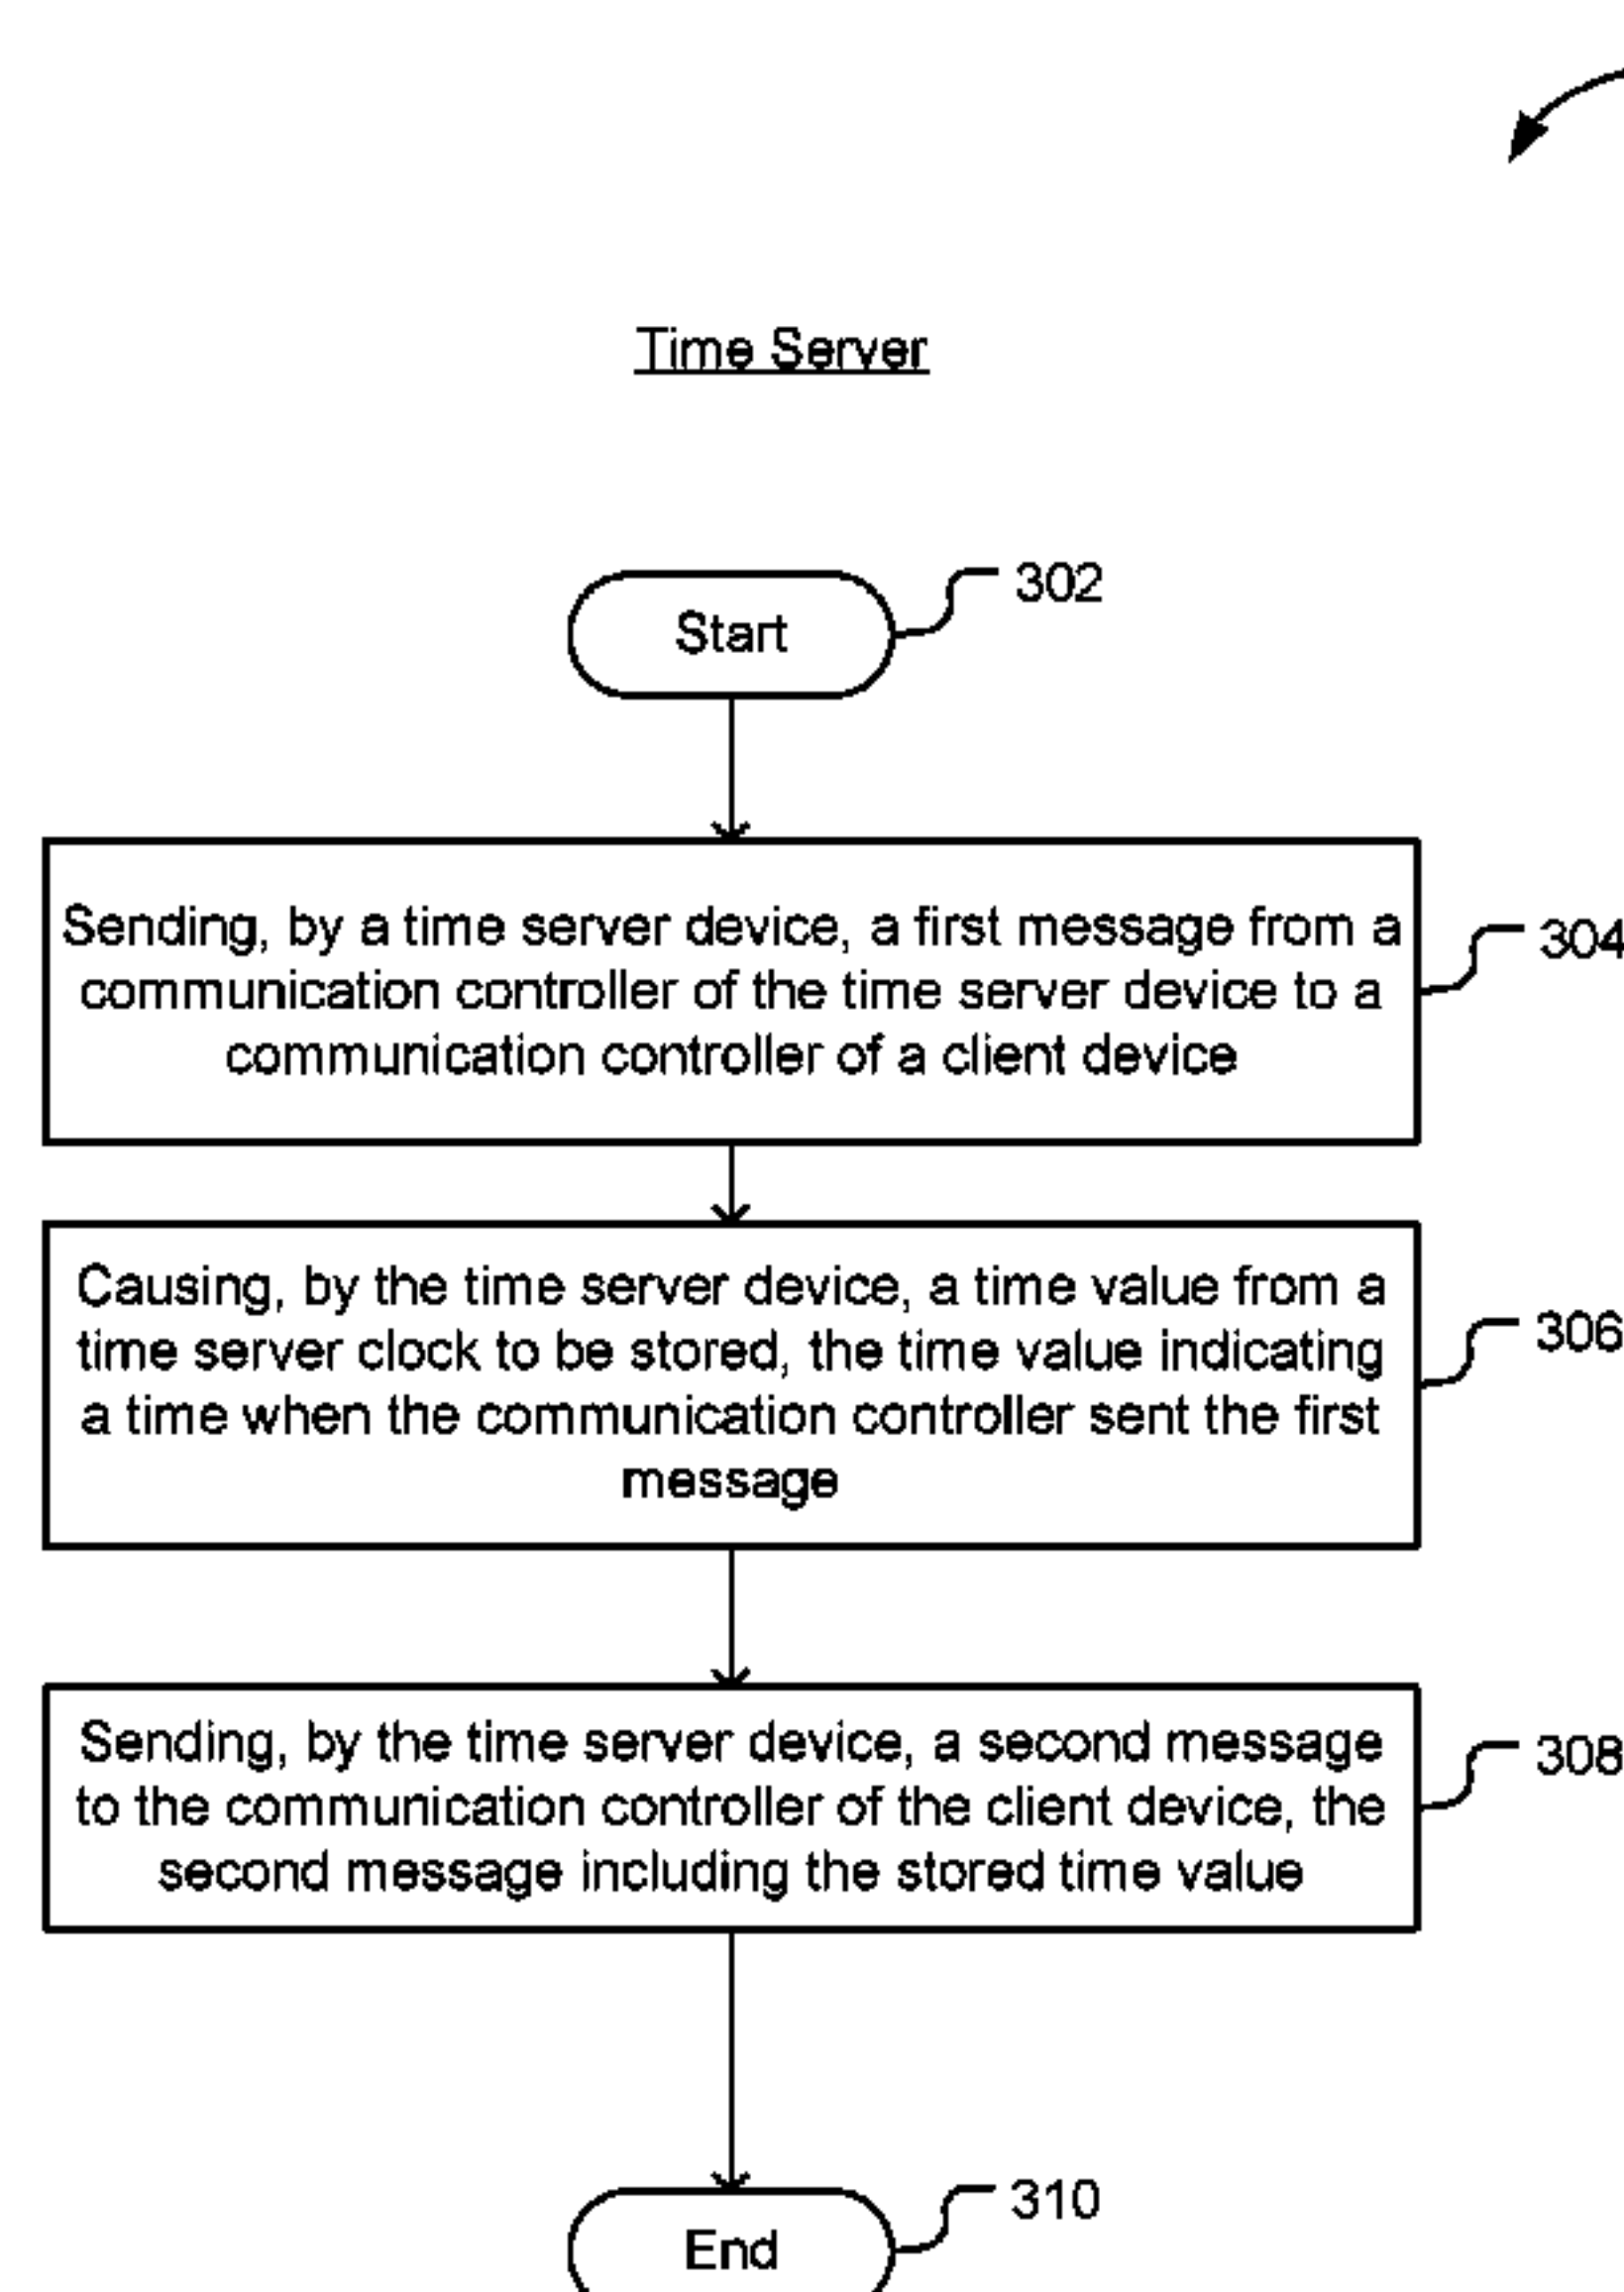 Time Server
Start
302
Sending, by a time server device, a first message from a
communication controller of the time server device to a
communication controller of a client device
304
Causing, by the time server device, a time value from a
time server clock to be stored, the time value indicating
a time when the communication controller sent the first
message
306
Sending, by the time server device, a second message
to the communication controller of the client device, the
second message including the stored time value
308
End
310